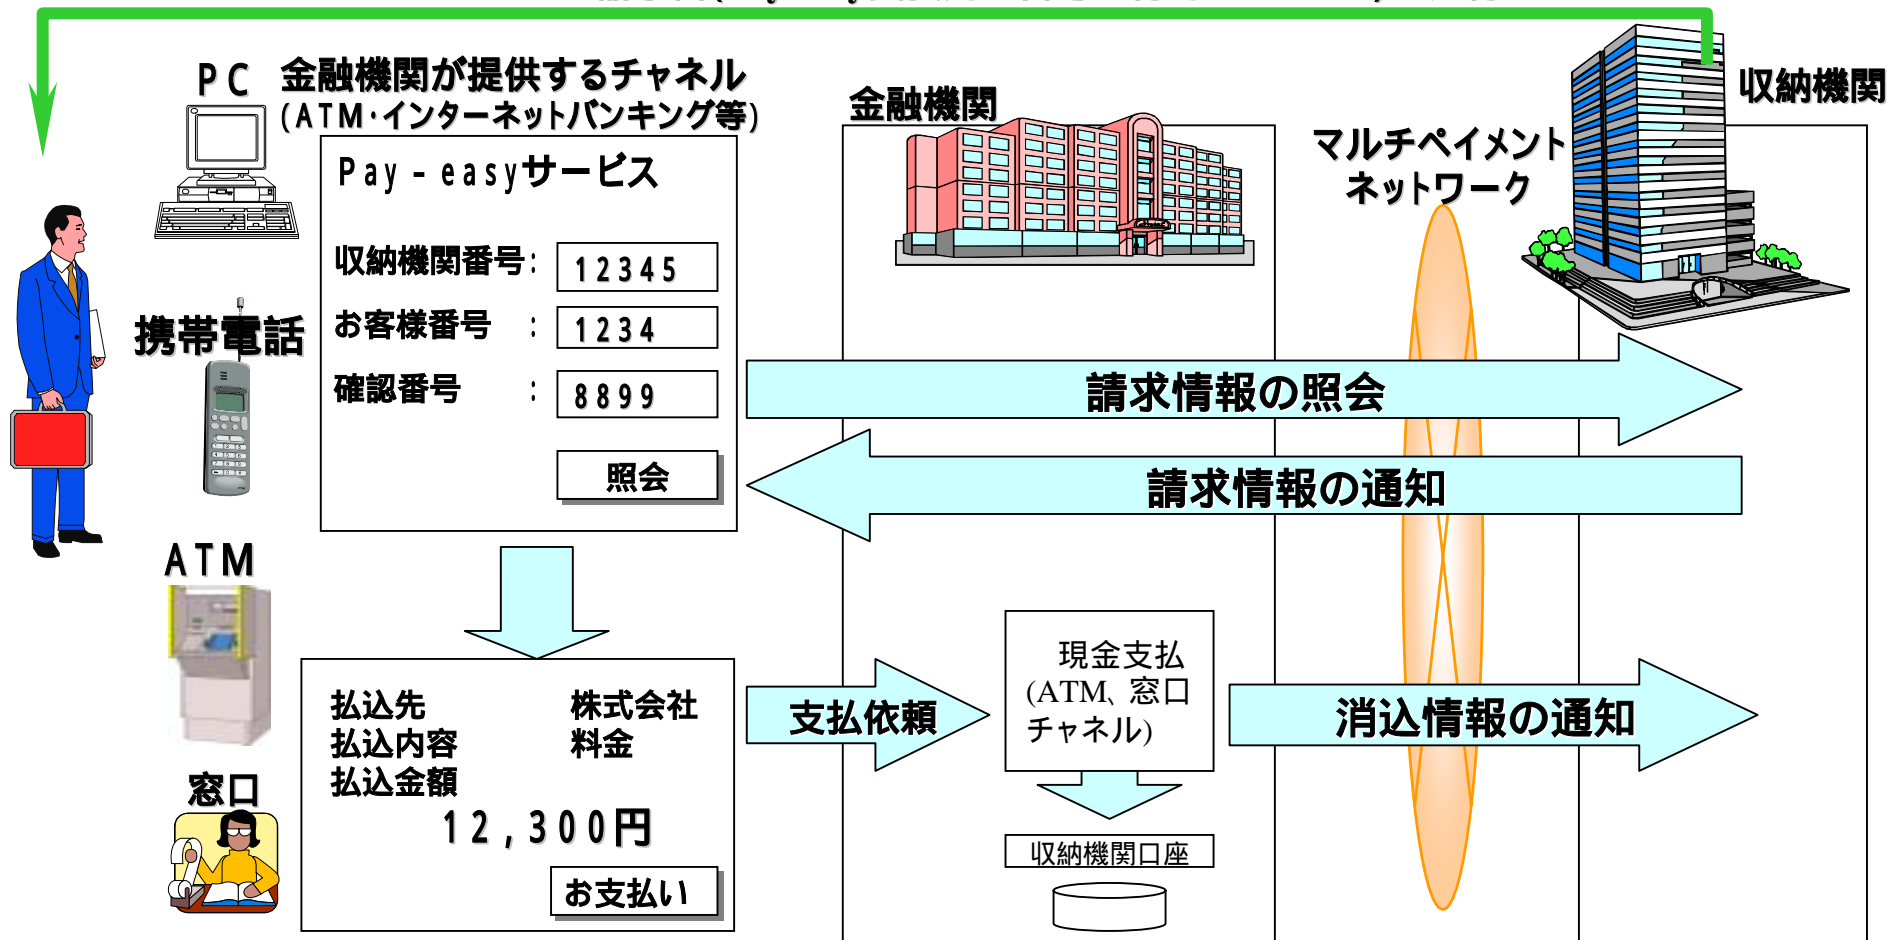 PC
金融機関が提供するチャネル
(ATM・インターネットバンキング等)
金融機関
収納機関
マルチペイメント
ネットワーク
Pay-easyサービス
収納機関番号: 12345
お客様番号 : 1234
確認番号 : 8899
照会
携帯電話
請求情報の照会
請求情報の通知
ATM
窓口
払込先 株式会社
払込内容 料金
払込金額
12,300円
お支払い
支払依頼
現金支払
(ATM、窓口
チャネル)
消込情報の通知
収納機関口座